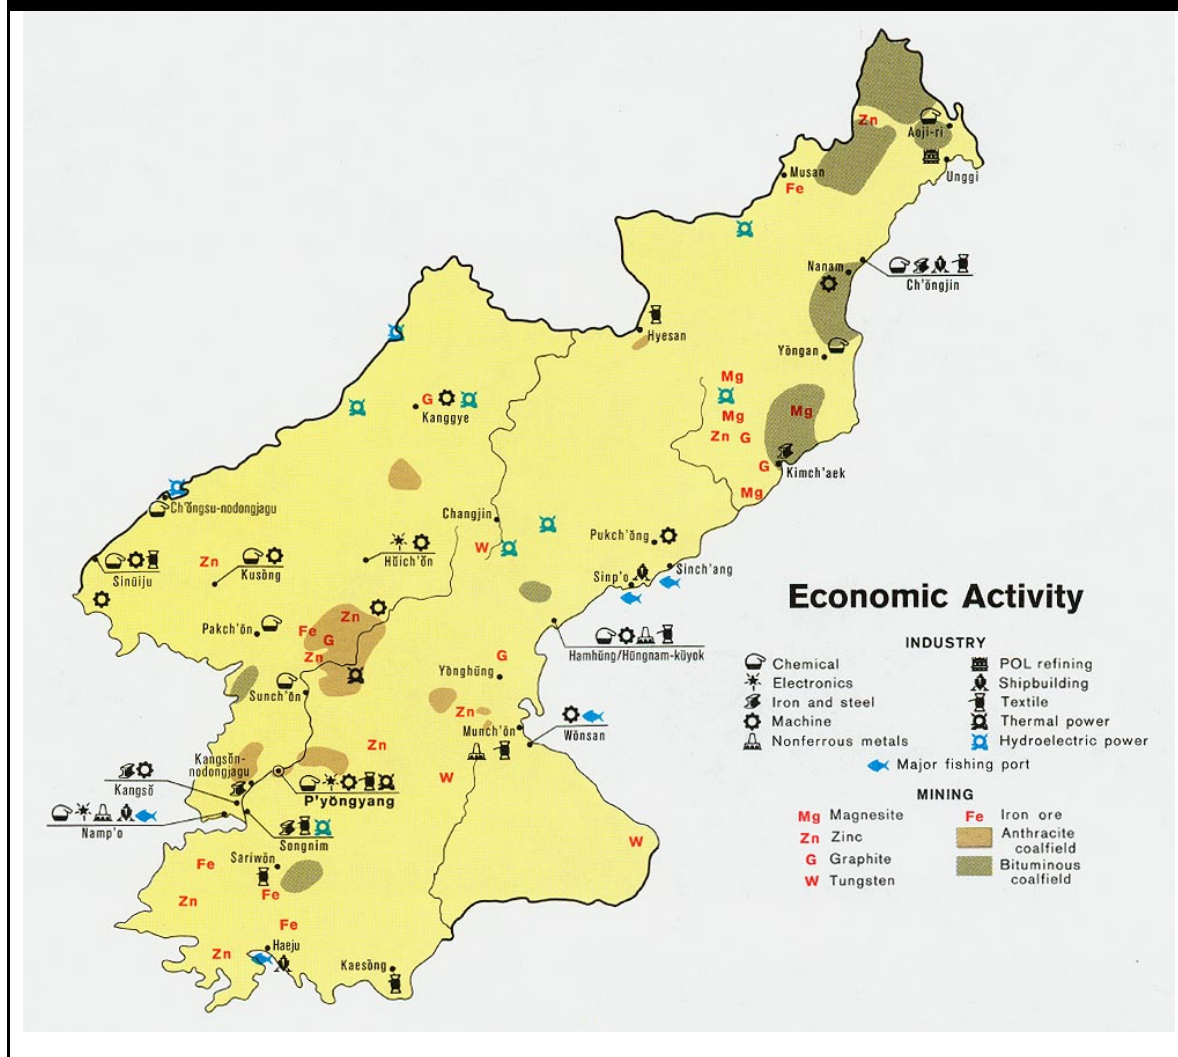 Zn
Aoji-ri
Unggi
Musan
Fe
Nanam
Ch'ŏngjin
Hyesan
Yŏngan
Mg
G
Kanggye
Mg
Mg
Zn G
G
Kimch'aek
Mg
Ch'ŏngsu-nodongjagu
Changjin
Pukch'ŏng
W
Zn
Kusŏng
Hŭich'ŏn
Sinŭiju
Sinp'o
Sinch'ang
Economic Activity
Zn
Fe
G
Pakch'ŏn
Zn
Hamhŭng/Hŭngnam-kŭyok
G
Yŏnghŭng
Sunch'ŏn
Zn
Munch'ŏn
Wŏnsan
INDUSTRY
Chemical
Electronics
Iron and steel
Machine
Nonferrous metals
POL refining
Shipbuilding
Textile
Thermal power
Hydroelectric power
Major fishing port
Zn
Kangsŏn-
nodongjagu
Kangsŏ
P'yŏngyang
W
Namp'o
Songnim
MINING
Mg Magnesite
Zn Zinc
G Graphite
W Tungsten
Fe Iron ore
Anthracite
coalfield
Bituminous
coalfield
W
Fe
Sariwŏn
Fe
Zn
Fe
Zn
Haeju
Kaesŏng